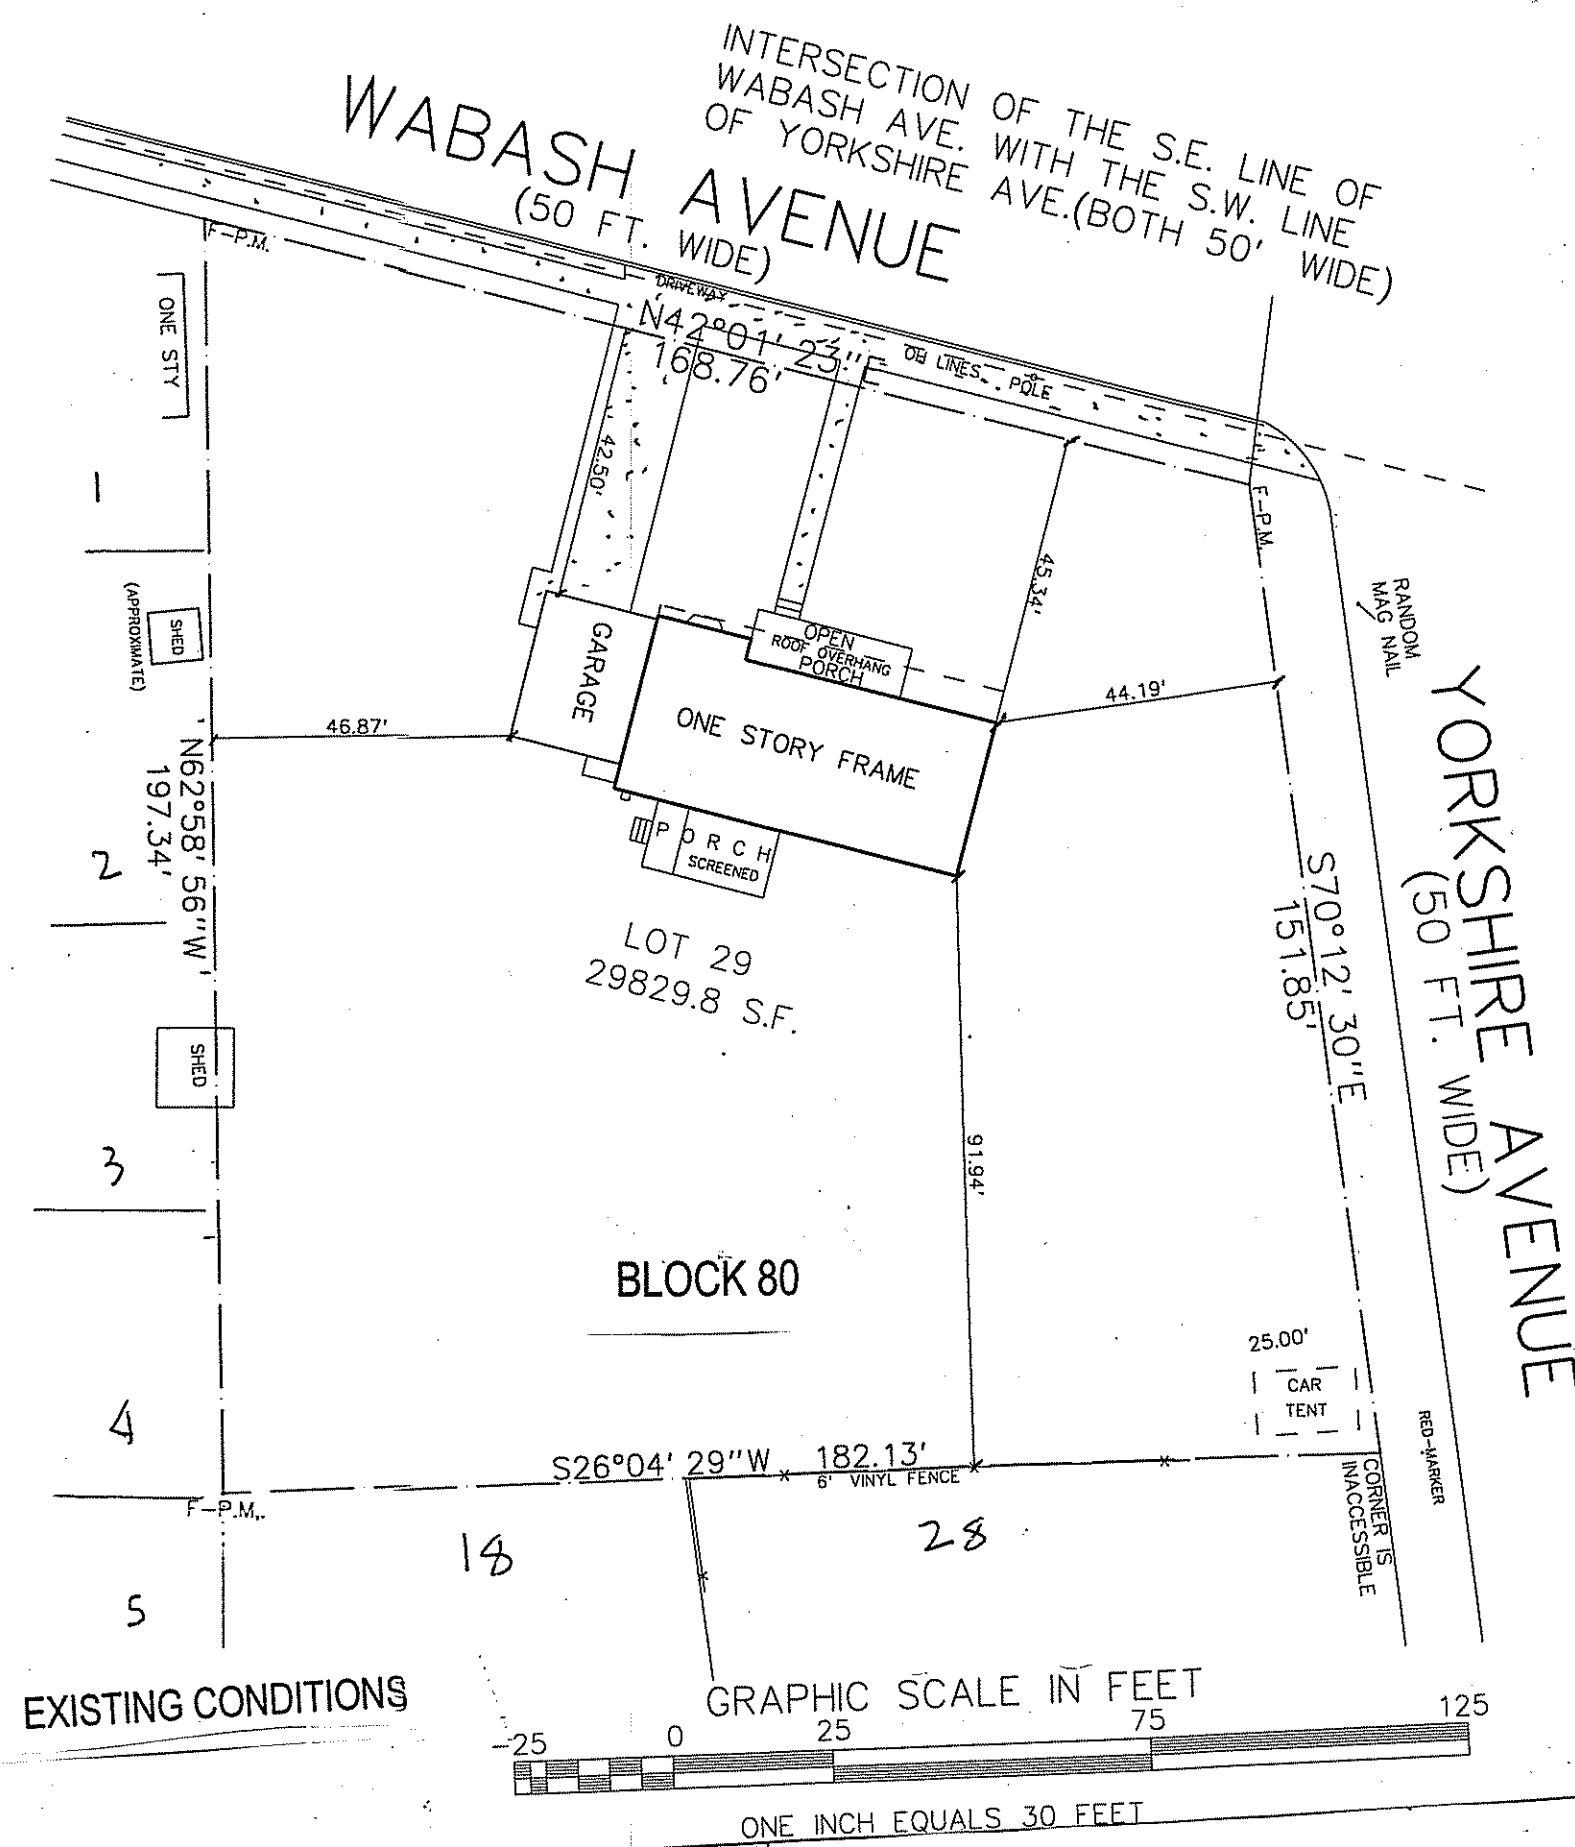 INTERSECTION OF THE S.E. LINE OF
WABASH AVE. WITH THE S.W. LINE
OF YORKSHIRE AVE.(BOTH 50' WIDE)
WABASH AVENUE
(50 FT. WIDE)
F-P.M.
DRIVEWAY
N42°01' 23"
168.76'
OH LINES
POLE
ONE STY
42.50'
F-P.M.
1
45.34'
RANDOM
MAG NAIL
SHED
(APPROXIMATE)
GARAGE
OPEN
ROOF OVERHANG
PORCH
44.19'
46.87'
ONE STORY FRAME
YORKSHIRE AVENUE
(50 FT. WIDE)
N62°58' 56"W
197.34'
2
PORCH
SCREENED
S70°12' 30"E
151.85'
LOT 29
29829.8 S.F.
SHED
91.94'
3
BLOCK 80
25.00'
CAR
TENT
4
RED-MARKER
S26°04' 29"W 182.13'
6' VINYL FENCE
CORNER IS
INACCESSIBLE
F-P.M.
18
28
5
EXISTING CONDITIONS
GRAPHIC SCALE IN FEET
-25 0 25 75 125
ONE INCH EQUALS 30 FEET